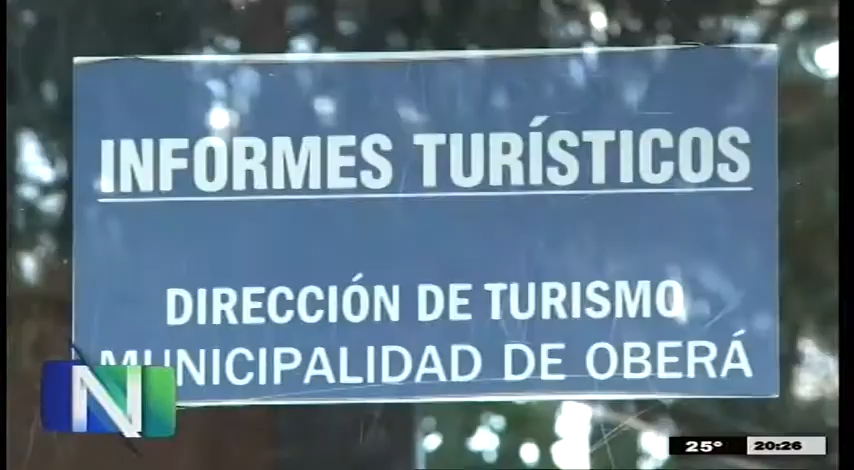 INFORMES TURÍSTICOS
DIRECCIÓN DE TURISMO
MUNICIPALIDAD DE OBERÁ
N
25° 20:26